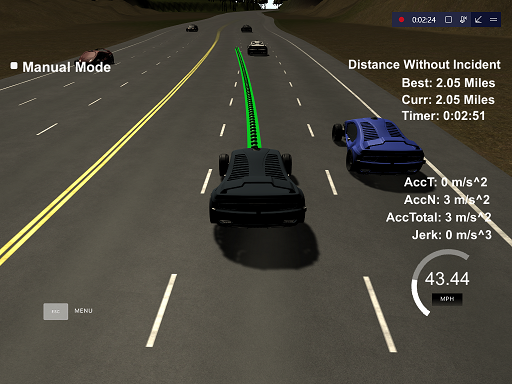 0:02:24
Manual Mode
Distance Without Incident
Best: 2.05 Miles
Curr: 2.05 Miles
Timer: 0:02:51
AccT: 0 m/s^2
AccN: 3 m/s^2
AccTotal: 3 m/s^2
Jerk: 0 m/s^3
43.44
MPH
ESC MENU